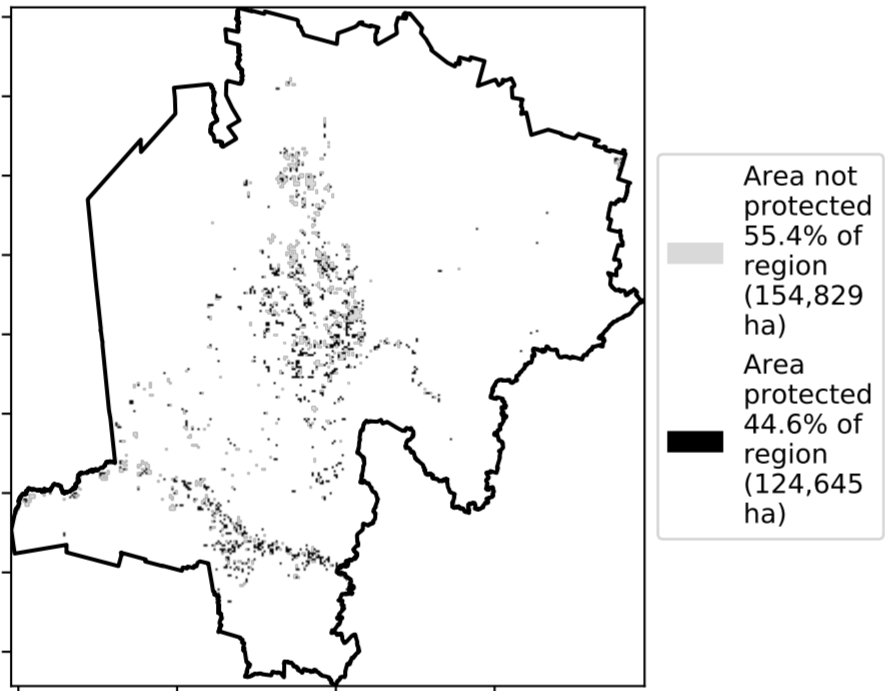 Area not
protected
55.4% of
region
(154,829
ha)
Area
protected
44.6% of
region
(124,645
ha)